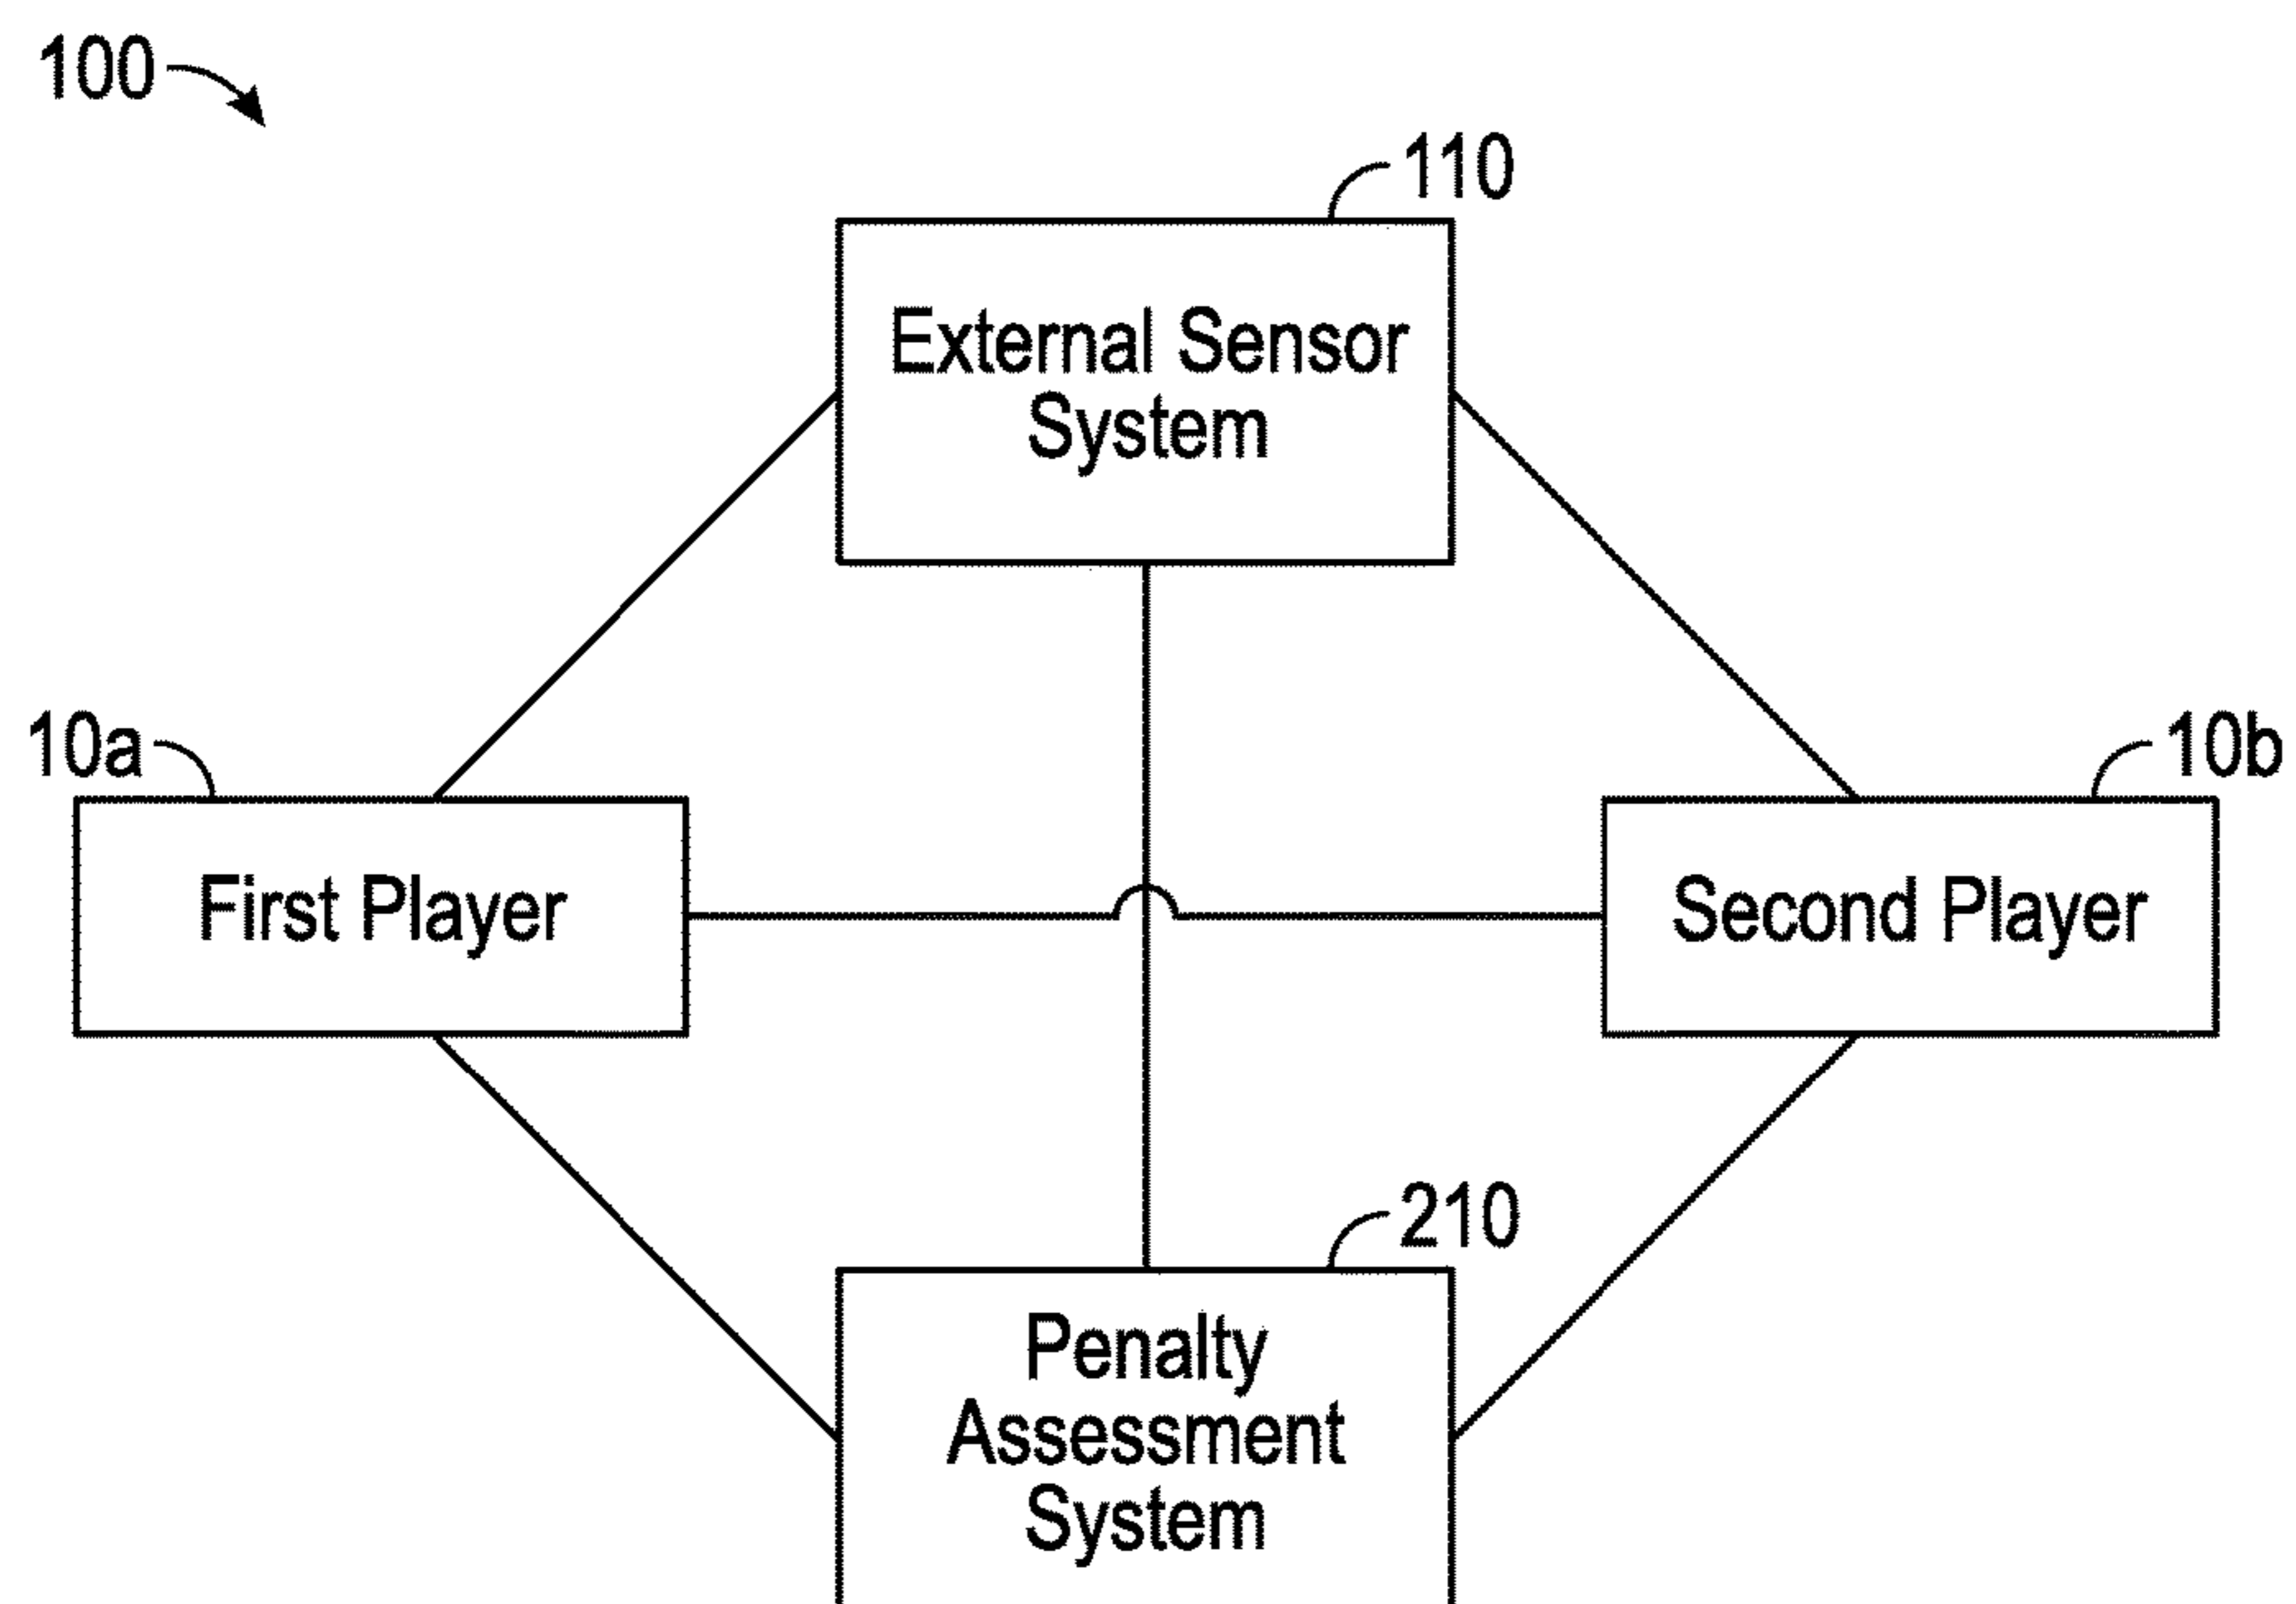 100
110
External Sensor
System
10a
10b
First Player
Second Player
210
Penalty
Assessment
System